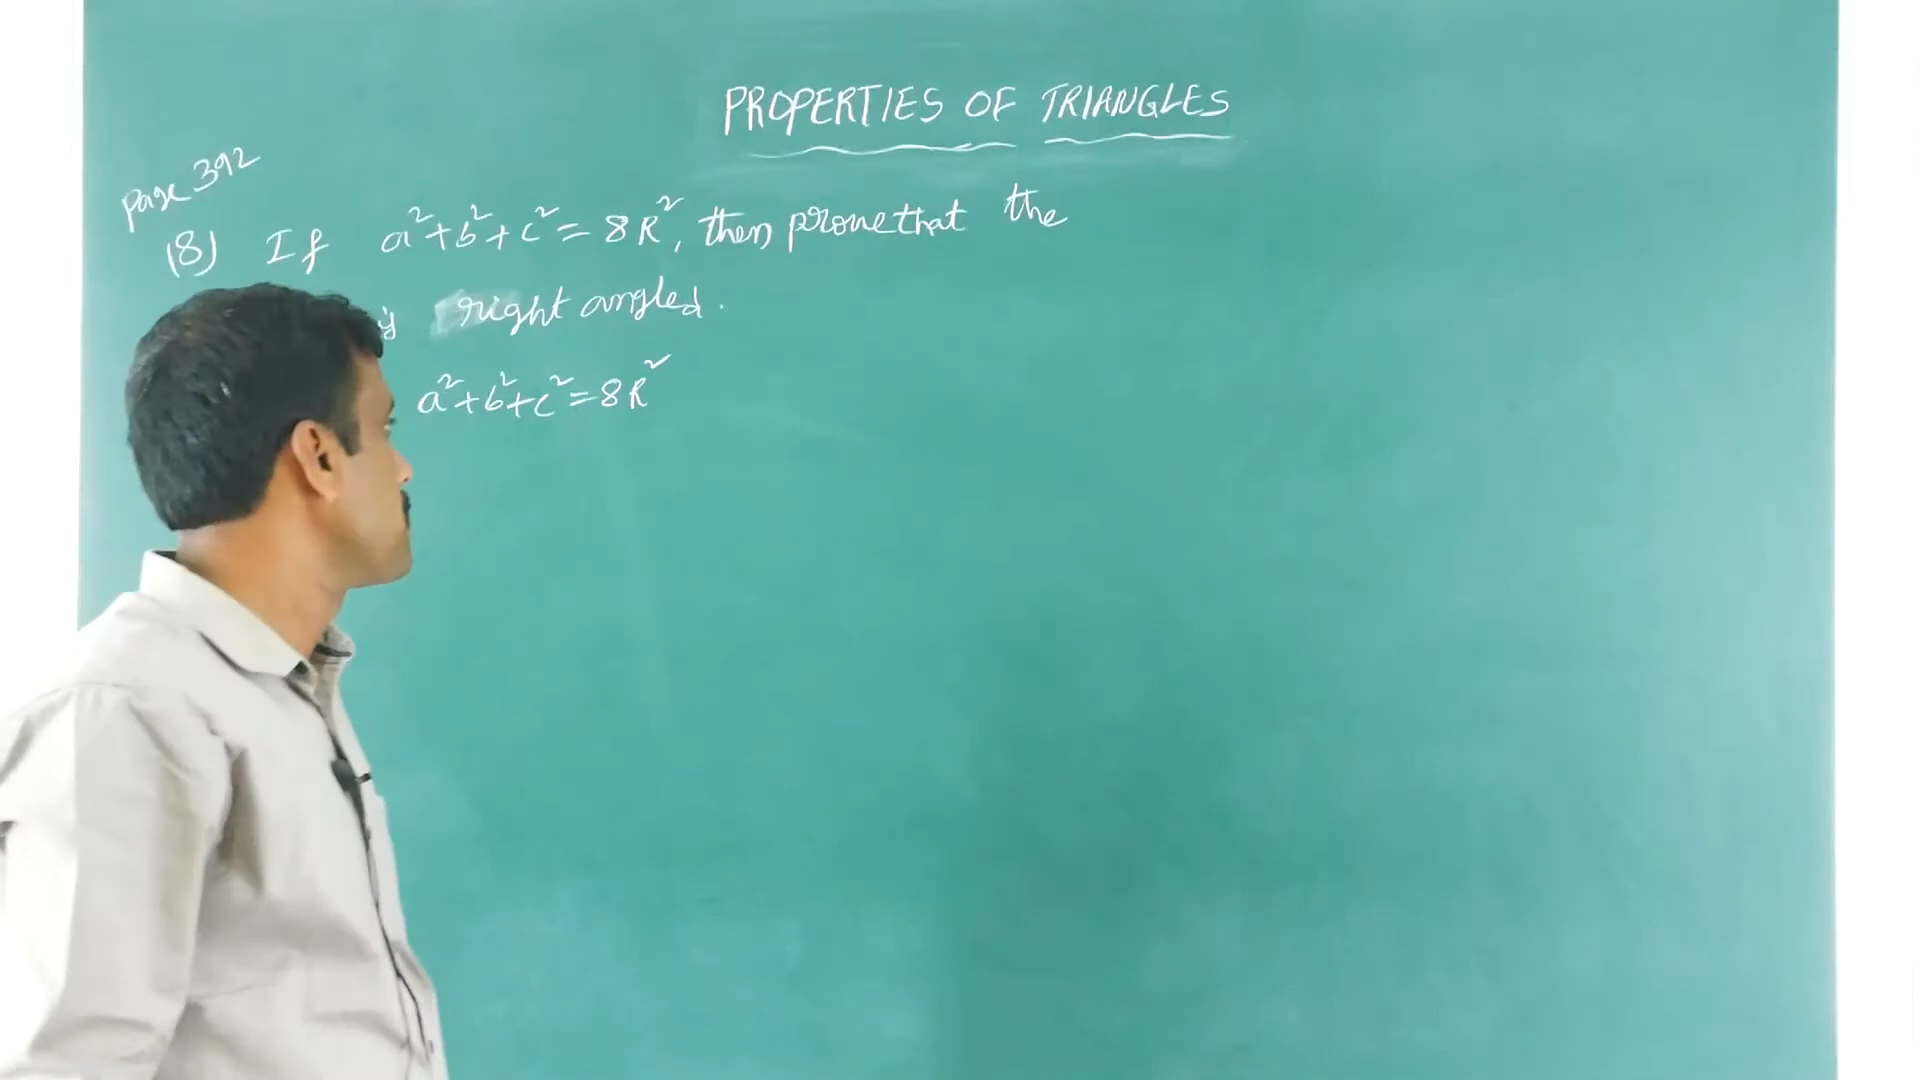 PROPERTIES OF TRIANGLES
Page 392
(8) If a²+b²+c² = 8R², then prove that the
is right angled.
a²+b²+c² = 8R²